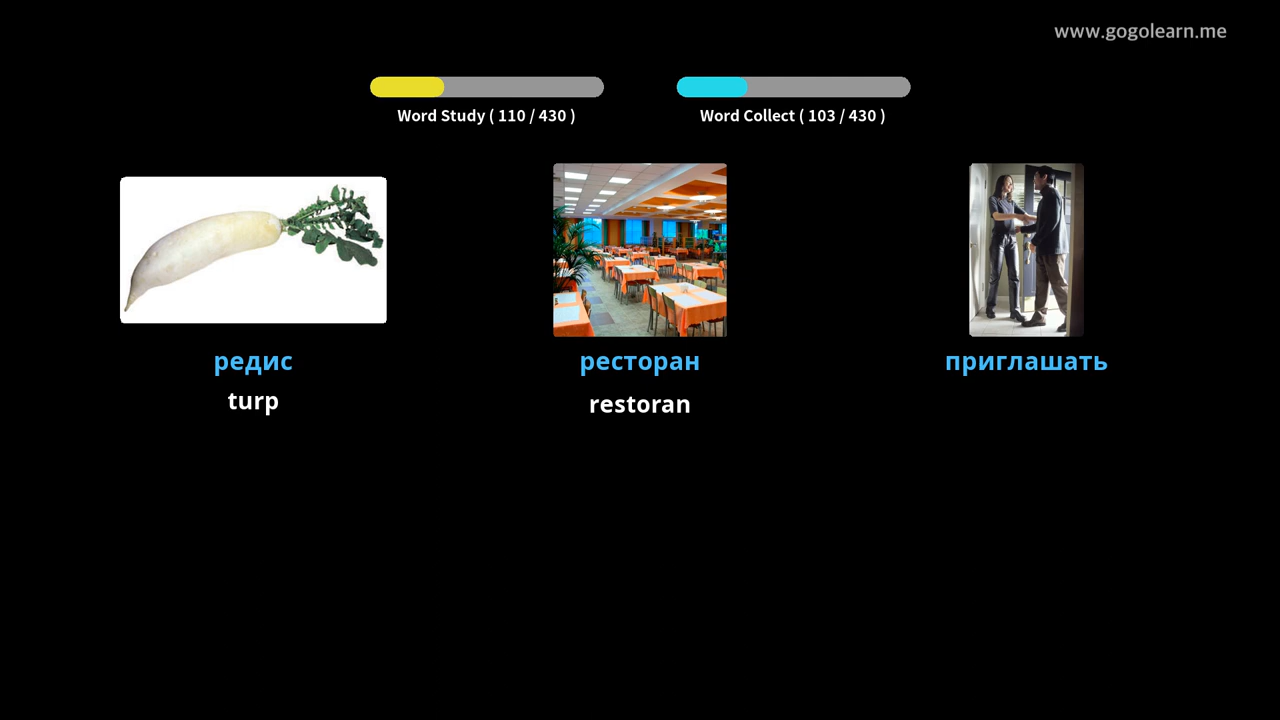 www.gogolearn.me
Word Study ( 110 / 430 )
Word Collect ( 103 / 430 )
редис
ресторан
приглашать
turp
restoran